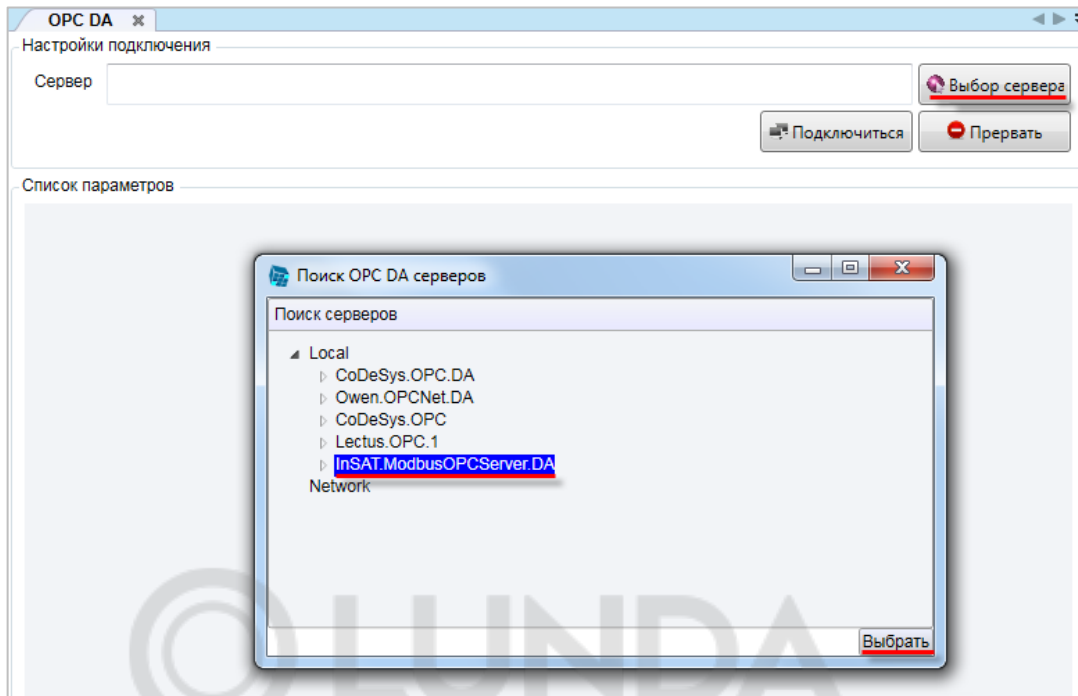 OPC DA
Настройки подключения
Сервер
Выбор сервера
Подключиться
Прервать
Список параметров
Поиск OPC DA серверов
Поиск серверов
Local
CoDeSys.OPC.DA
Owen.OPCNet.DA
CoDeSys.OPC
Lectus.OPC.1
InSAT.ModbusOPCServer.DA
Network
Выбрать
LUNDA